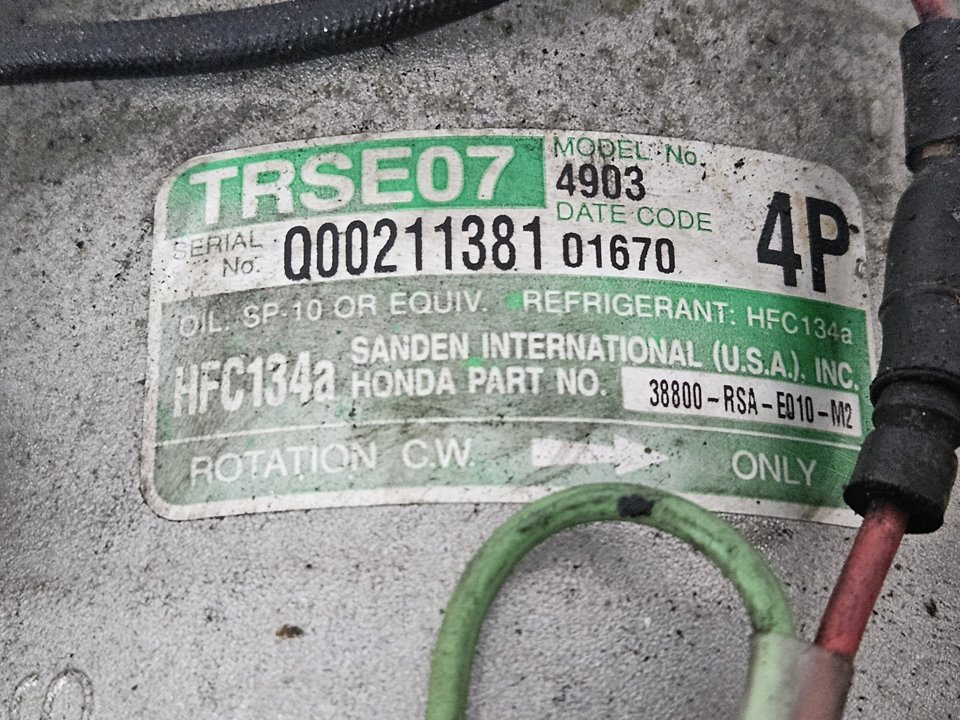 TRSE07
MODEL No.
4903
DATE CODE
SERIAL No. Q00211381 01670
4P
OIL. SP 10 OR EQUIV. REFRIGERANT: HFC134a
HFC134a
SANDEN INTERNATIONAL (U.S.A.), INC.
HONDA PART NO. 38800-RSA-E010-M2
ROTATION C.W. ONLY